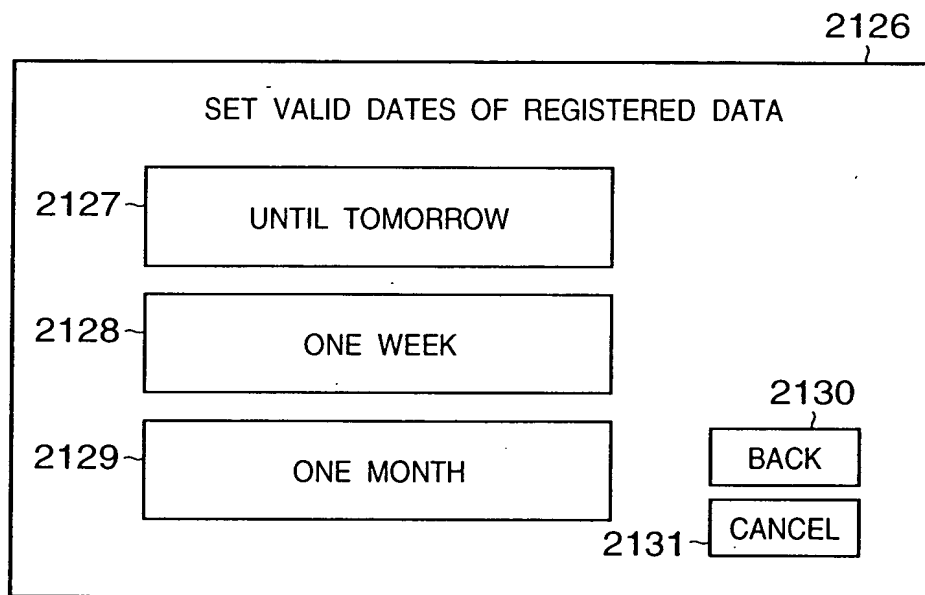 2126
SET VALID DATES OF REGISTERED DATA
2127
UNTIL TOMORROW
2128
ONE WEEK
2129
ONE MONTH
2130
BACK
2131
CANCEL